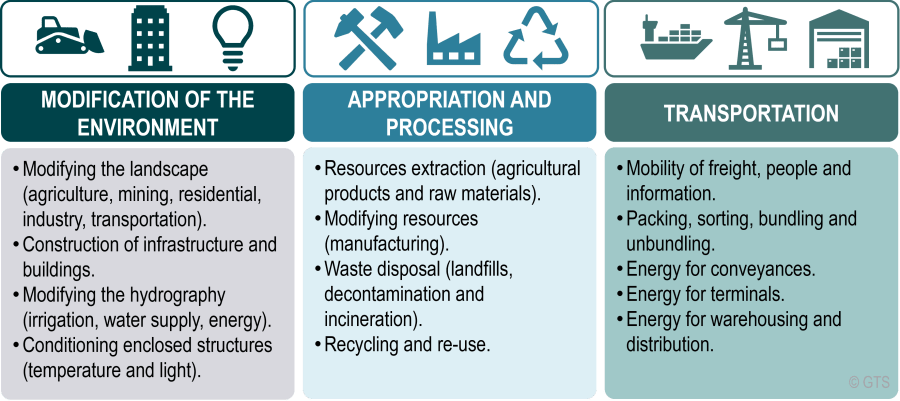 MODIFICATION OF THE
ENVIRONMENT
• Modifying the landscape
(agriculture, mining, residential,
industry, transportation).
• Construction of infrastructure and
buildings.
• Modifying the hydrography
(irrigation, water supply, energy).
• Conditioning enclosed structures
(temperature and light).
APPROPRIATION AND
PROCESSING
• Resources extraction (agricultural
products and raw materials).
• Modifying resources
(manufacturing).
• Waste disposal (landfills,
decontamination and
incineration).
• Recycling and re-use.
TRANSPORTATION
• Mobility of freight, people and
information.
• Packing, sorting, bundling and
unbundling.
• Energy for conveyances.
• Energy for terminals.
• Energy for warehousing and
distribution.
© GTS